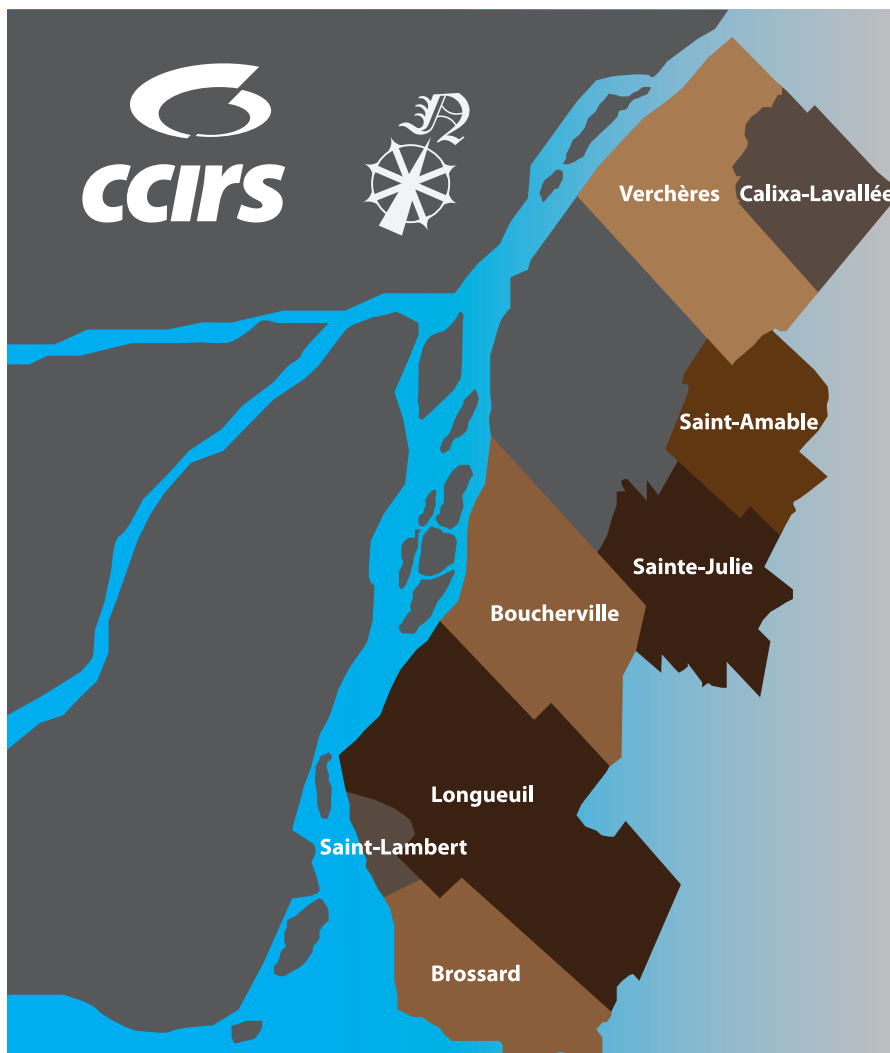 ccirs
N
Verchères
Calixa-Lavallée
Saint-Amable
Sainte-Julie
Boucherville
Longueuil
Saint-Lambert
Brossard